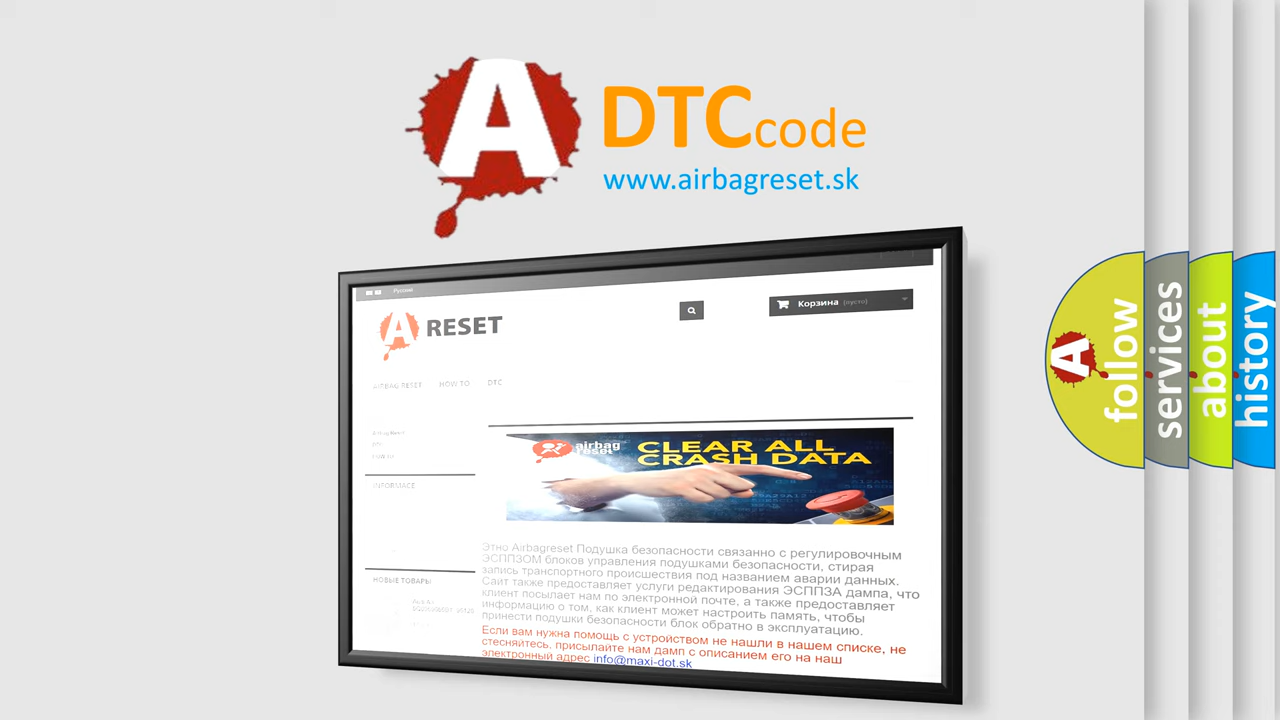 A
DTCcode
www.airbagreset.sk
Русские
A RESET
Корзина (пусто)
AIRBAG RESET HOW TO DTC
Airbag Reset
DTC
INFORMACE
airbag
reset
CLEAR ALL
CRASH DATA
Этно Airbagreset Подушка безопасности связанно с регулировочным
ЭСППЗОМ блоков управления подушками безопасности, стирая
запись транспортного происшествия под названием аварии данных.
Сайт также предоставляет услуги редактирования ЭСППЗА дампа, что
клиент посылает нам по электронной почте, а также предоставляет
информацию о том, как клиент может настроить память, чтобы
принести подушки безопасности блок обратно в эксплуатацию.
Если вам нужна помощь с устройством не нашли в нашем списке, не
стесняйтесь, присылайте нам дамп с описанием его на наш
электронный адрес info@maxi-dot.sk
НОВЫЕ ТОВАРЫ
A
follow
services
about
history